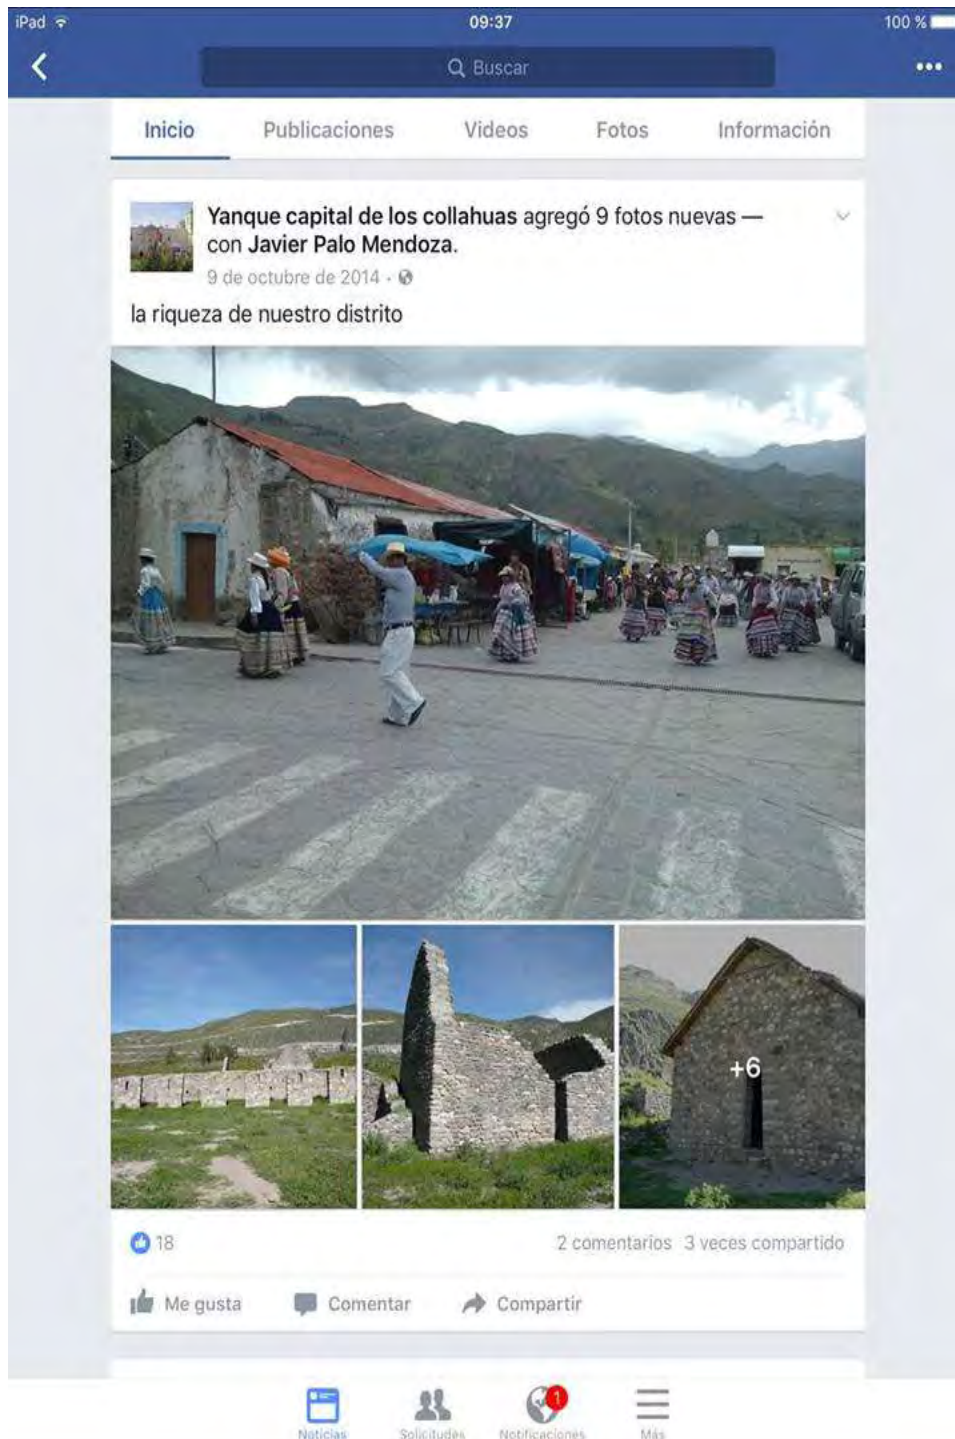 iPad 09:37 100 %
Buscar
Inicio Publicaciones Videos Fotos Información
Yanque capital de los collahuas agregó 9 fotos nuevas —
con Javier Palo Mendoza.
9 de octubre de 2014 ·
la riqueza de nuestro distrito
+6
18 2 comentarios 3 veces compartido
Me gusta Comentar Compartir
1
Noticias Solicitudes Notificaciones Más